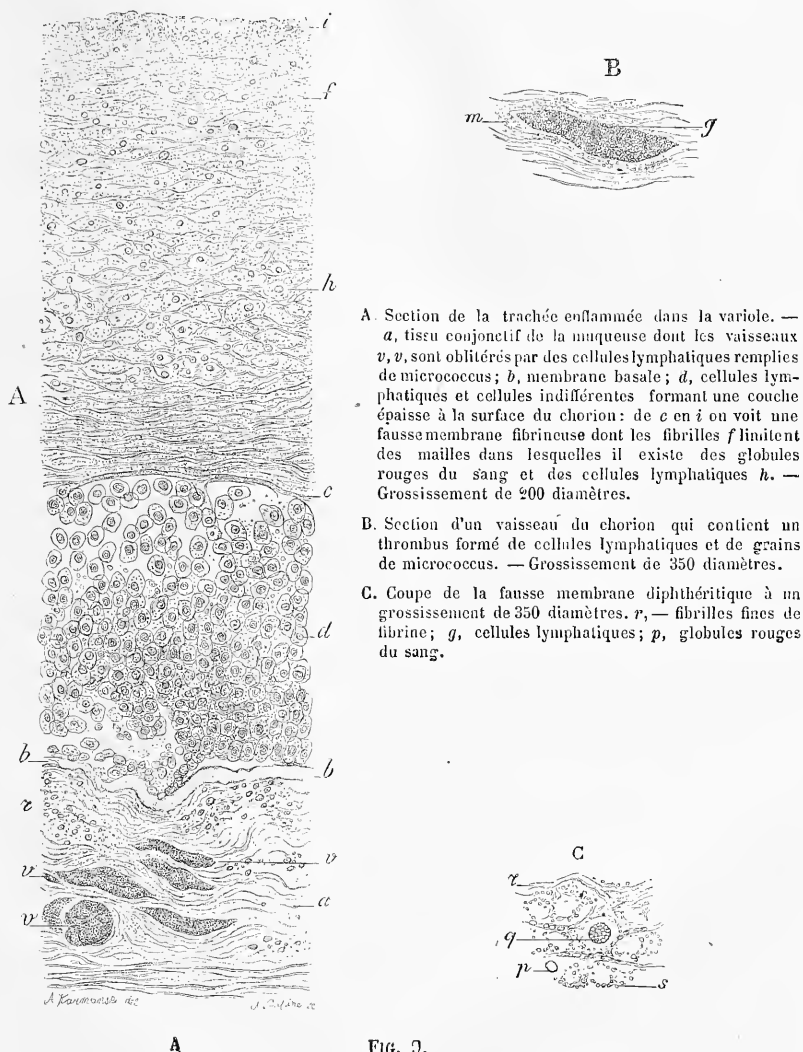 i
f
B
m
g
h
A
A. Section de la trachée enflammée dans la variole. —
a, tissu conjonctif de la muqueuse dont les vaisseaux
v, v, sont oblitérés par des cellules lymphatiques remplies
de micrococcus; b, membrane basale; d, cellules lym-
phatiques et cellules indifférentes formant une couche
épaisse à la surface du chorion: de c en i on voit une
fausse membrane fibrineuse dont les fibrilles f limitent
des mailles dans lesquelles il existe des globules
rouges du sang et des cellules lymphatiques h. —
Grossissement de 200 diamètres.
c
B. Section d'un vaisseau du chorion qui contient un
thrombus formé de cellules lymphatiques et de grains
de micrococcus. — Grossissement de 350 diamètres.
C. Coupe de la fausse membrane diphthéritique à un
grossissement de 350 diamètres. r, — fibrilles fines de
fibrine; g, cellules lymphatiques; p, globules rouges
du sang.
d
b
b
r
v
v
a
v
C
r
g
p
s
A Karmanski del
A
FIG. 9.